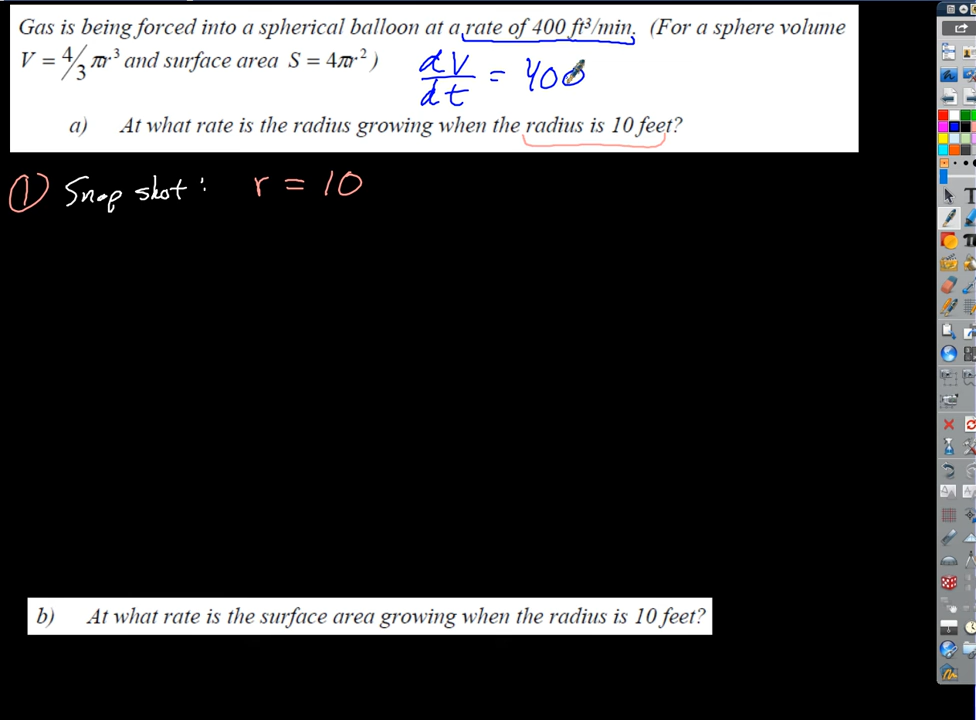 Gas is being forced into a spherical balloon at a rate of 400 ft³/min. (For a sphere volume
V = 4/3 πr³ and surface area S = 4πr² )
dV/dt = 400
a) At what rate is the radius growing when the radius is 10 feet?
① Snap shot: r = 10
b) At what rate is the surface area growing when the radius is 10 feet?